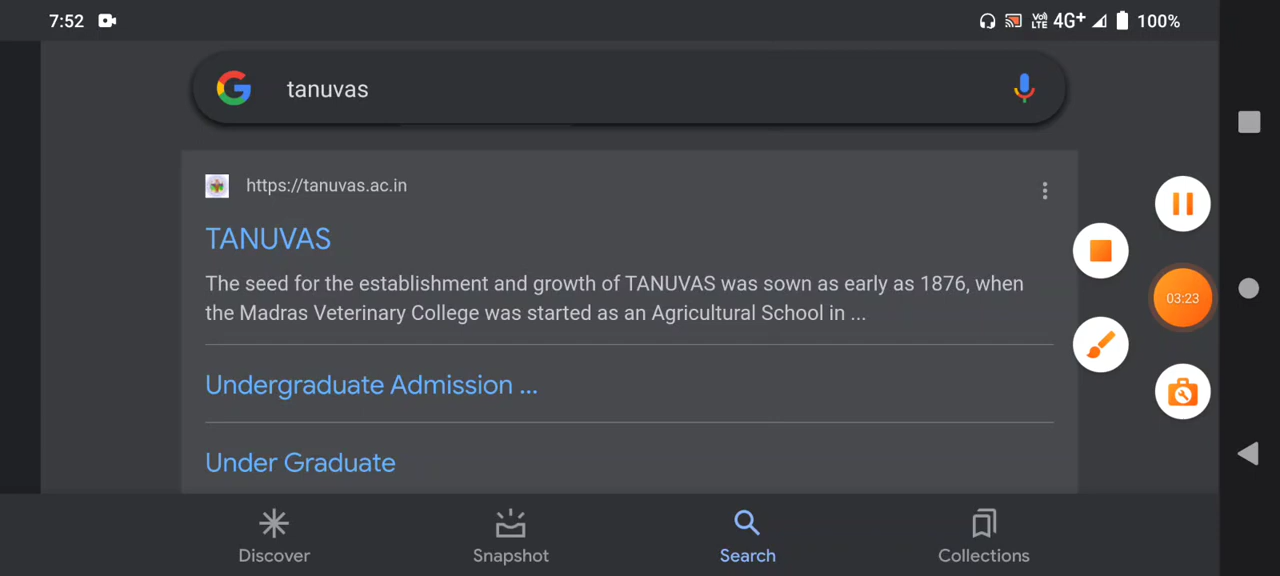 7:52
Vo) LTE 4G+ 100%
tanuvas
https://tanuvas.ac.in
TANUVAS
The seed for the establishment and growth of TANUVAS was sown as early as 1876, when
the Madras Veterinary College was started as an Agricultural School in ...
03:23
Undergraduate Admission ...
Under Graduate
Discover Snapshot Search Collections